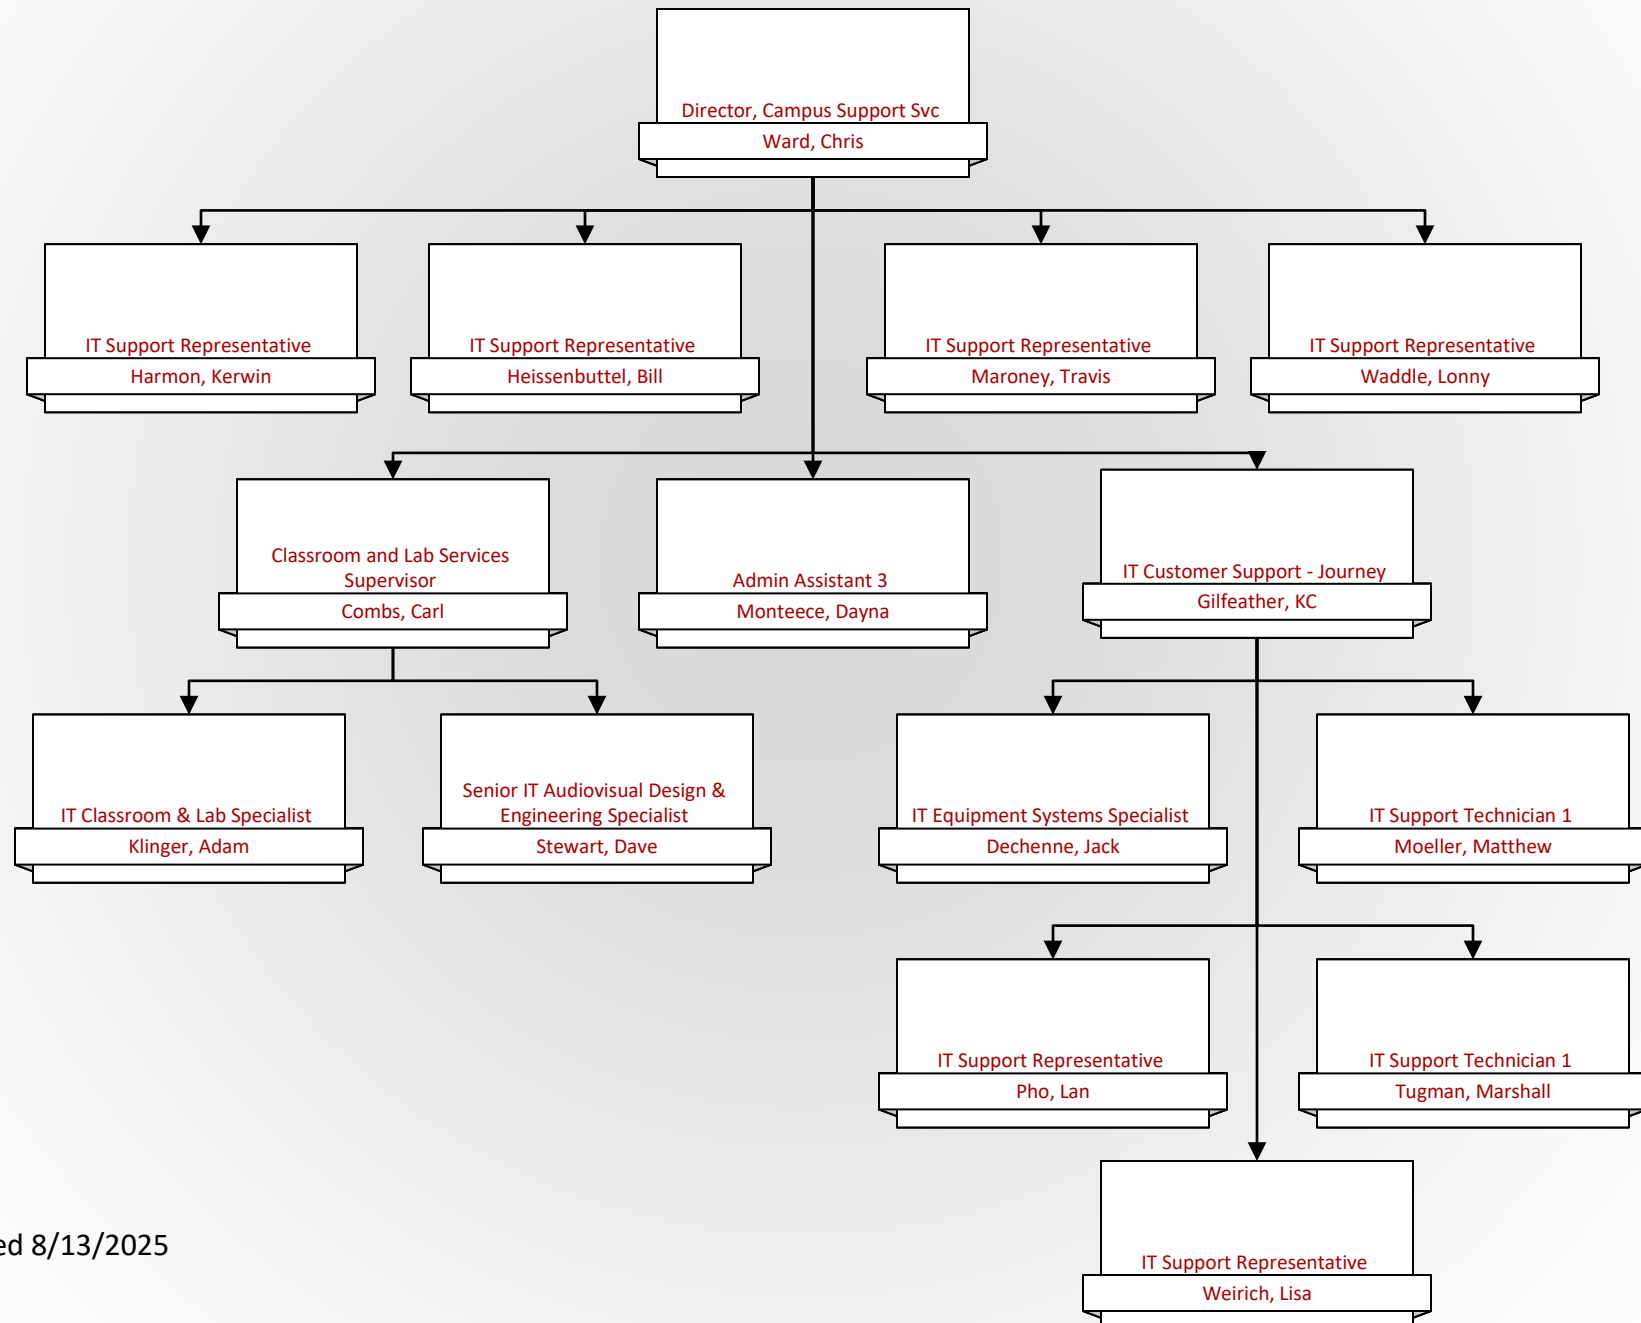 Director, Campus Support Svc
Ward, Chris
IT Support Representative
Harmon, Kerwin
IT Support Representative
Heissenbuttel, Bill
IT Support Representative
Maroney, Travis
IT Support Representative
Waddle, Lonny
Classroom and Lab Services
Supervisor
Combs, Carl
Admin Assistant 3
Monteece, Dayna
IT Customer Support - Journey
Gilfeather, KC
IT Classroom & Lab Specialist
Klinger, Adam
Senior IT Audiovisual Design &
Engineering Specialist
Stewart, Dave
IT Equipment Systems Specialist
Dechenne, Jack
IT Support Technician 1
Moeller, Matthew
IT Support Representative
Pho, Lan
IT Support Technician 1
Tugman, Marshall
IT Support Representative
Weirich, Lisa
ed 8/13/2025